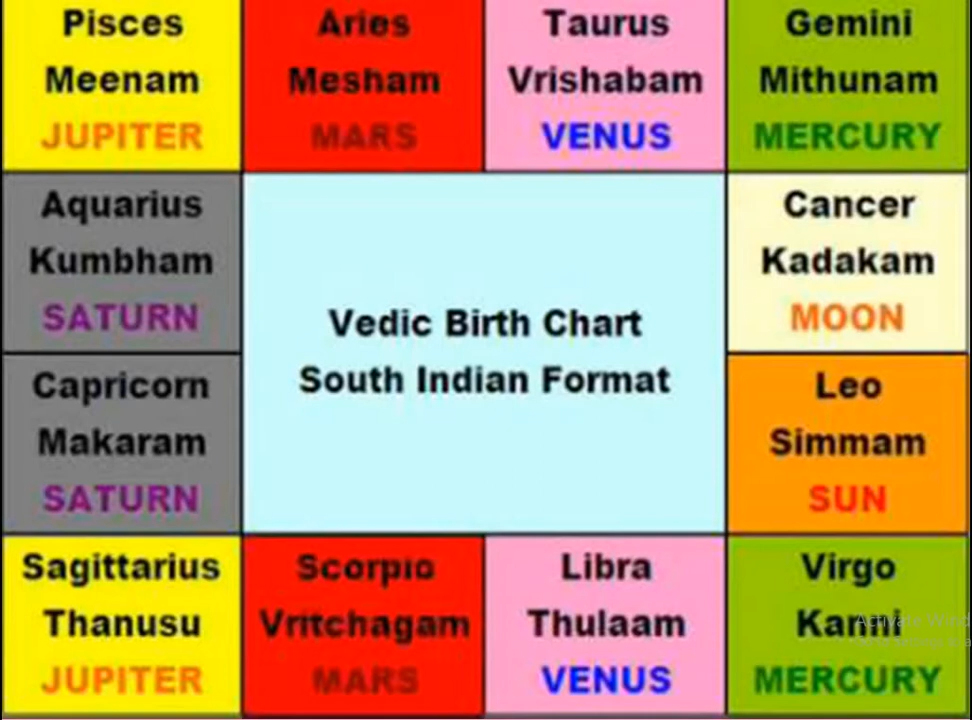 Pisces
Meenam
JUPITER
Aries
Mesham
MARS
Taurus
Vrishabam
VENUS
Gemini
Mithunam
MERCURY
Aquarius
Kumbham
SATURN
Vedic Birth Chart
South Indian Format
Cancer
Kadakam
MOON
Capricorn
Makaram
SATURN
Leo
Simmam
SUN
Sagittarius
Thanusu
JUPITER
Scorpio
Vritchagam
MARS
Libra
Thulaam
VENUS
Virgo
Kanni
MERCURY
Activate Wind